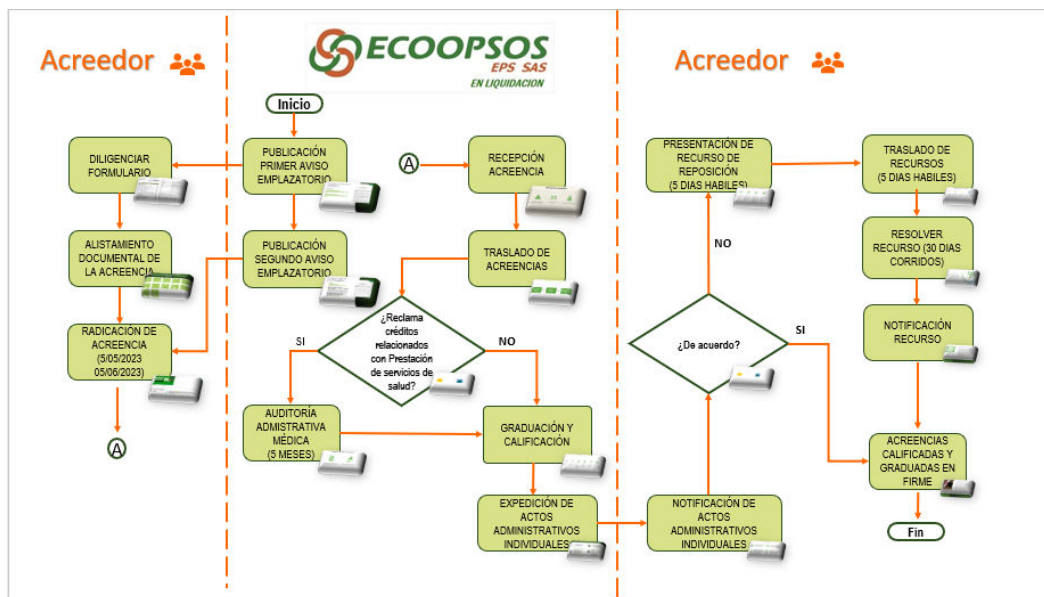 Acreedor
ECOOPSOS
EPS SAS
EN LIQUIDACION
Acreedor
Inicio
DILIGENCIAR
FORMULARIO
PUBLICACIÓN
PRIMER AVISO
EMPLAZATORIO
A
RECEPCIÓN
ACREENCIA
PRESENTACIÓN DE
RECURSO DE
REPOSICIÓN
(5 DIAS HABILES)
TRASLADO DE
RECURSOS
(5 DIAS HABILES)
ALISTAMIENTO
DOCUMENTAL DE
LA ACREENCIA
PUBLICACIÓN
SEGUNDO AVISO
EMPLAZATORIO
TRASLADO DE
ACREENCIAS
NO
RESOLVER
RECURSO (30 DIAS
CORRIDOS)
RADICACIÓN DE
ACREENCIA
(5/05/2023
05/06/2023)
SI
¿Reclama
créditos
relacionados
con Prestación
de servicios de
salud?
NO
¿De acuerdo?
SI
NOTIFICACIÓN
RECURSO
A
AUDITORÍA
ADMISTRATIVA
MÉDICA
(5 MESES)
GRADUACIÓN Y
CALIFICACIÓN
ACREENCIAS
CALIFICADAS Y
GRADUADAS EN
FIRME
EXPEDICIÓN DE
ACTOS
ADMINISTRATIVOS
INDIVIDUALES
NOTIFICACIÓN DE
ACTOS
ADMINISTRATIVOS
INDIVIDUALES
Fin